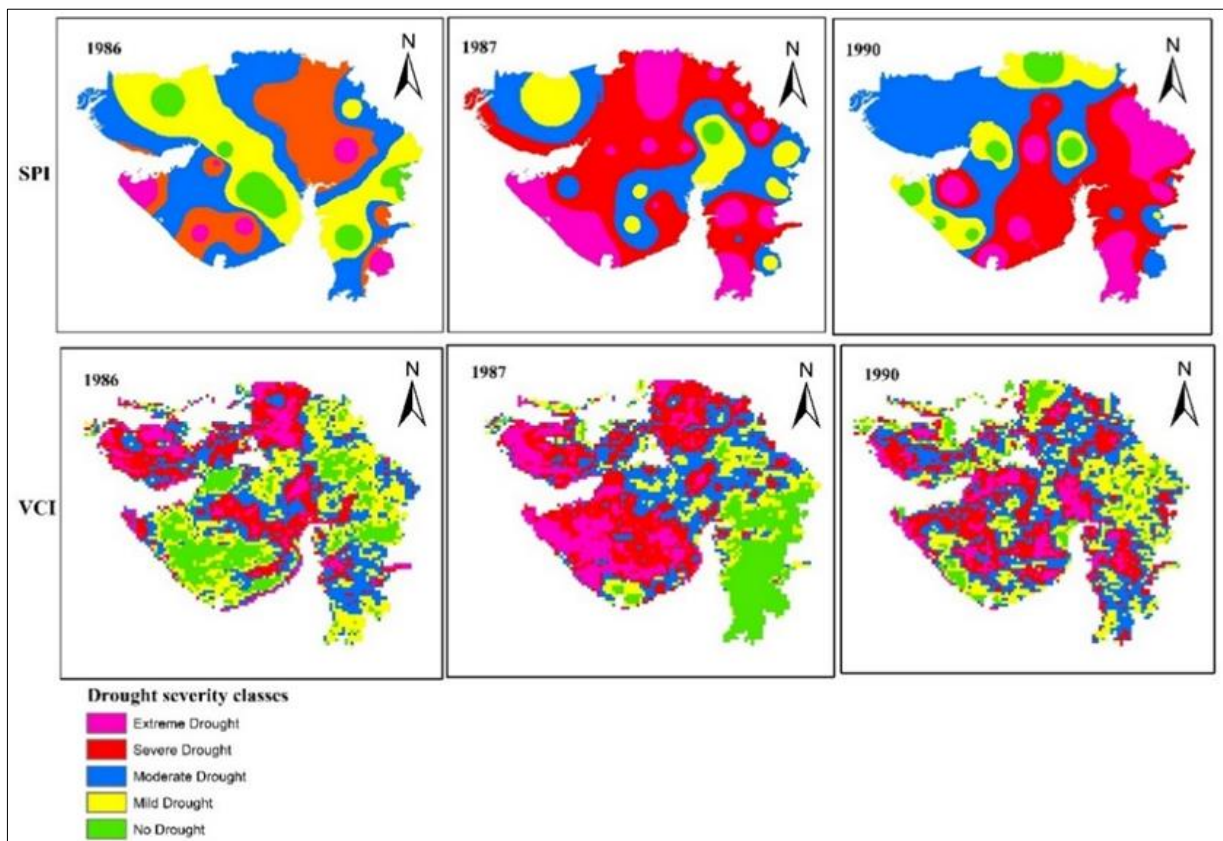 1986
N
1987
N
1990
N
SPI
1986
N
1987
N
1990
N
VCI
Drought severity classes
Extreme Drought
Severe Drought
Moderate Drought
Mild Drought
No Drought